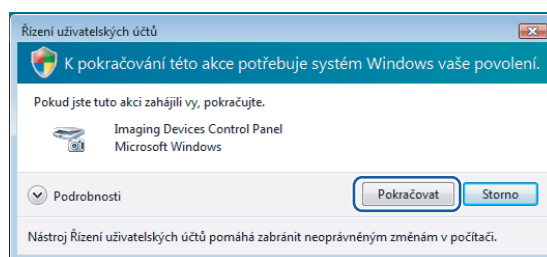 Řízení uživatelských účtů
K pokračování této akce potřebuje systém Windows vaše povolení.
Pokud jste tuto akci zahájili vy, pokračujte.
Imaging Devices Control Panel
Microsoft Windows
Podrobnosti
Pokračovat
Storno
Nástroj Řízení uživatelských účtů pomáhá zabránit neoprávněným změnám v počítači.